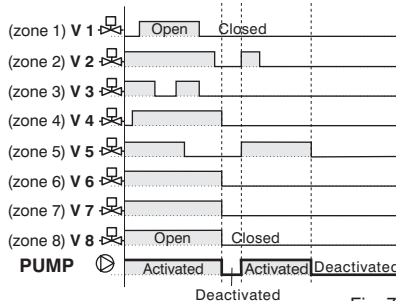 (zone 1) V 1 Open Closed
(zone 2) V 2
(zone 3) V 3
(zone 4) V 4
(zone 5) V 5
(zone 6) V 6
(zone 7) V 7
(zone 8) V 8 Open Closed
PUMP Activated Activated Deactivated
Deactivated